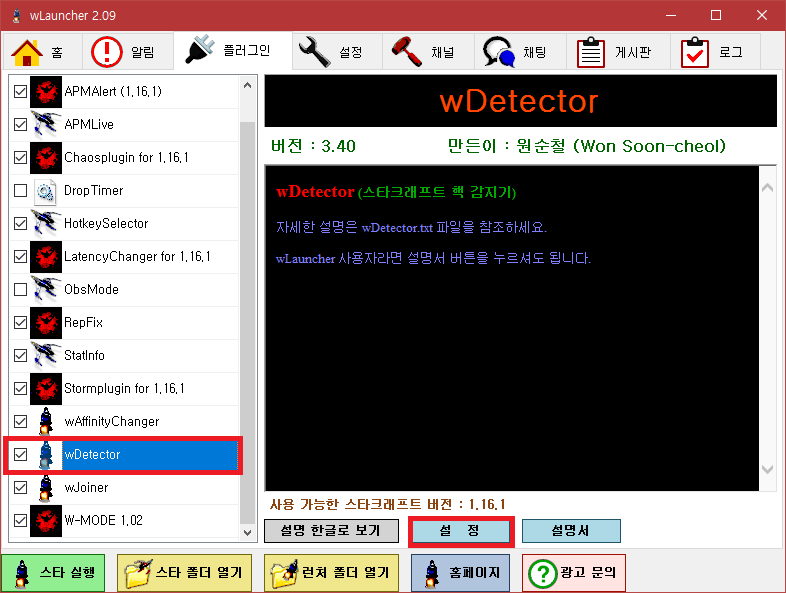 wLauncher 2.09
홈
알림
플러그인
설정
채널
채팅
게시판
로그
APMAlert (1.16.1)
APMLive
Chaosplugin for 1.16.1
DropTimer
HotkeySelector
LatencyChanger for 1.16.1
ObsMode
RepFix
StatInfo
Stormplugin for 1.16.1
wAffinityChanger
wDetector
wJoiner
W-MODE 1.02
wDetector
버전 : 3.40
만든이 : 원순철 (Won Soon-cheol)
wDetector (스타크래프트 핵 감지기)
자세한 설명은 wDetector.txt 파일을 참조하세요.
wLauncher 사용자라면 설명서 버튼을 누르셔도 됩니다.
사용 가능한 스타크래프트 버전 : 1.16.1
설명 한글로 보기
설 정
설명서
스타 실행
스타 폴더 열기
런처 폴더 열기
홈페이지
광고 문의